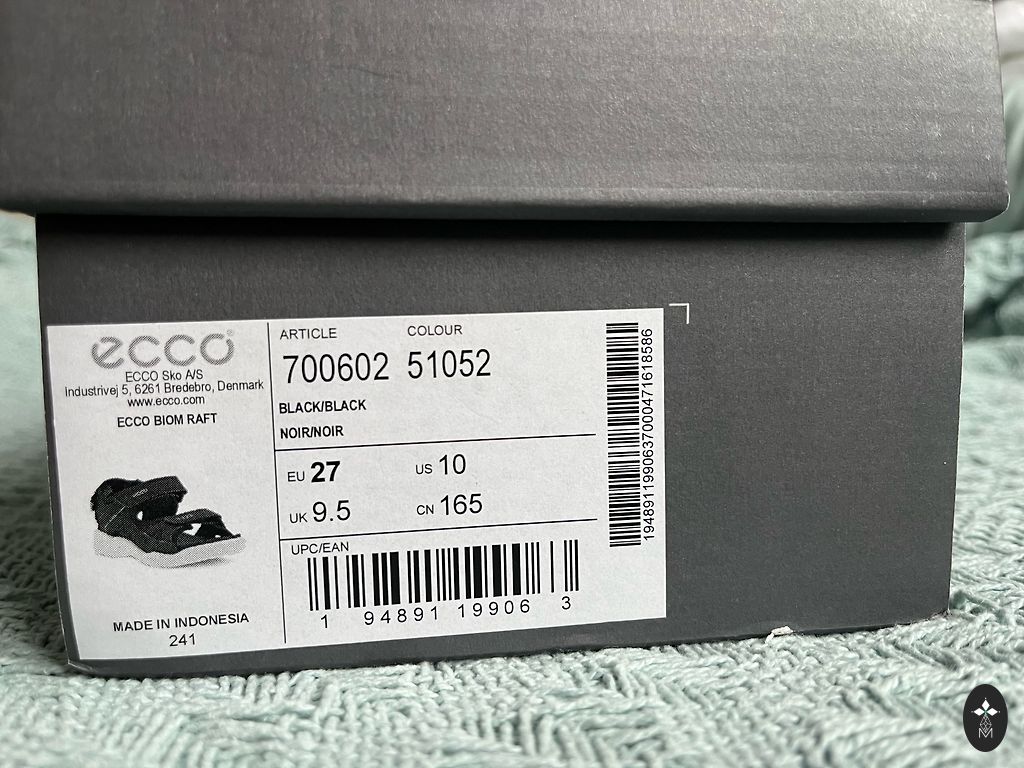 ecco®
ECCO Sko A/S
Industrivej 5, 6261 Bredebro, Denmark
www.ecco.com
ECCO BIOM RAFT
MADE IN INDONESIA
241
ARTICLE COLOUR
700602 51052
BLACK/BLACK
NOIR/NOIR
EU 27 US 10
UK 9.5 CN 165
UPC/EAN
1 94891 19906 3
19489119906370004716185​86
M